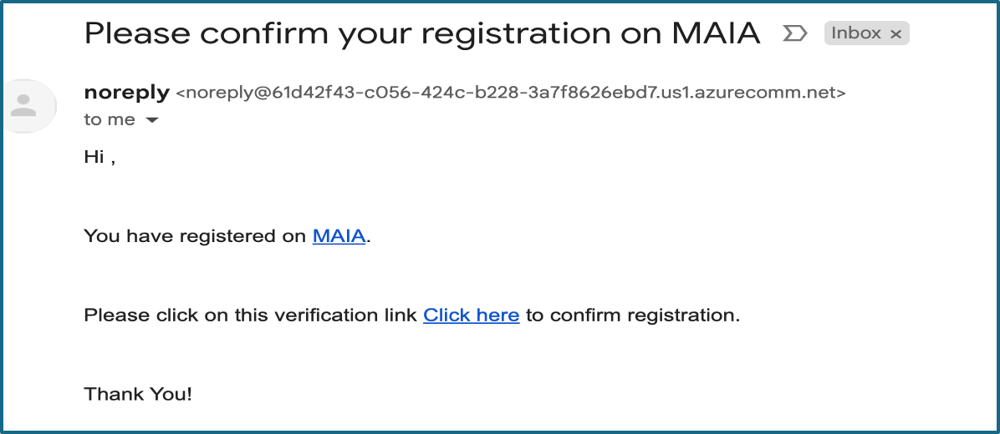 Please confirm your registration on MAIA Inbox ×
noreply <noreply@61d42f43-c056-424c-b228-3a7f8626ebd7.us1.azurecomm.net>
to me
Hi ,
You have registered on MAIA.
Please click on this verification link Click here to confirm registration.
Thank You!